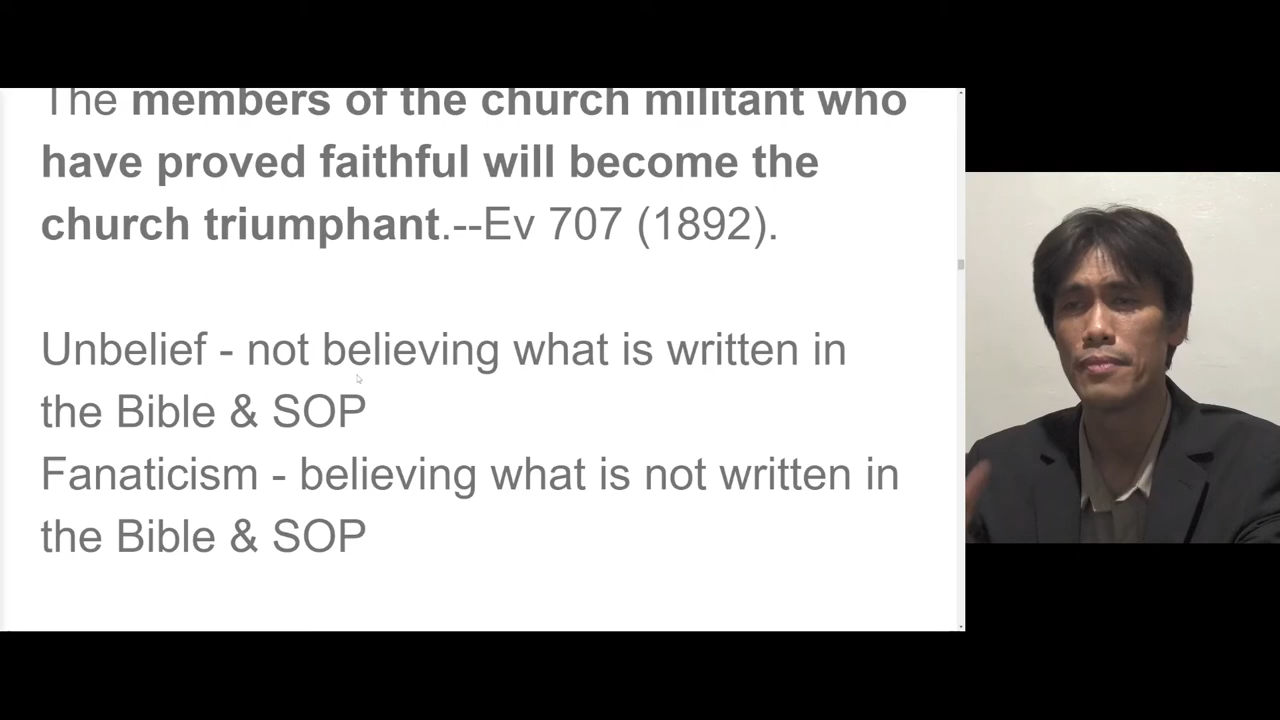 The members of the church militant who
have proved faithful will become the
church triumphant.--Ev 707 (1892).
Unbelief - not believing what is written in
the Bible & SOP
Fanaticism - believing what is not written in
the Bible & SOP